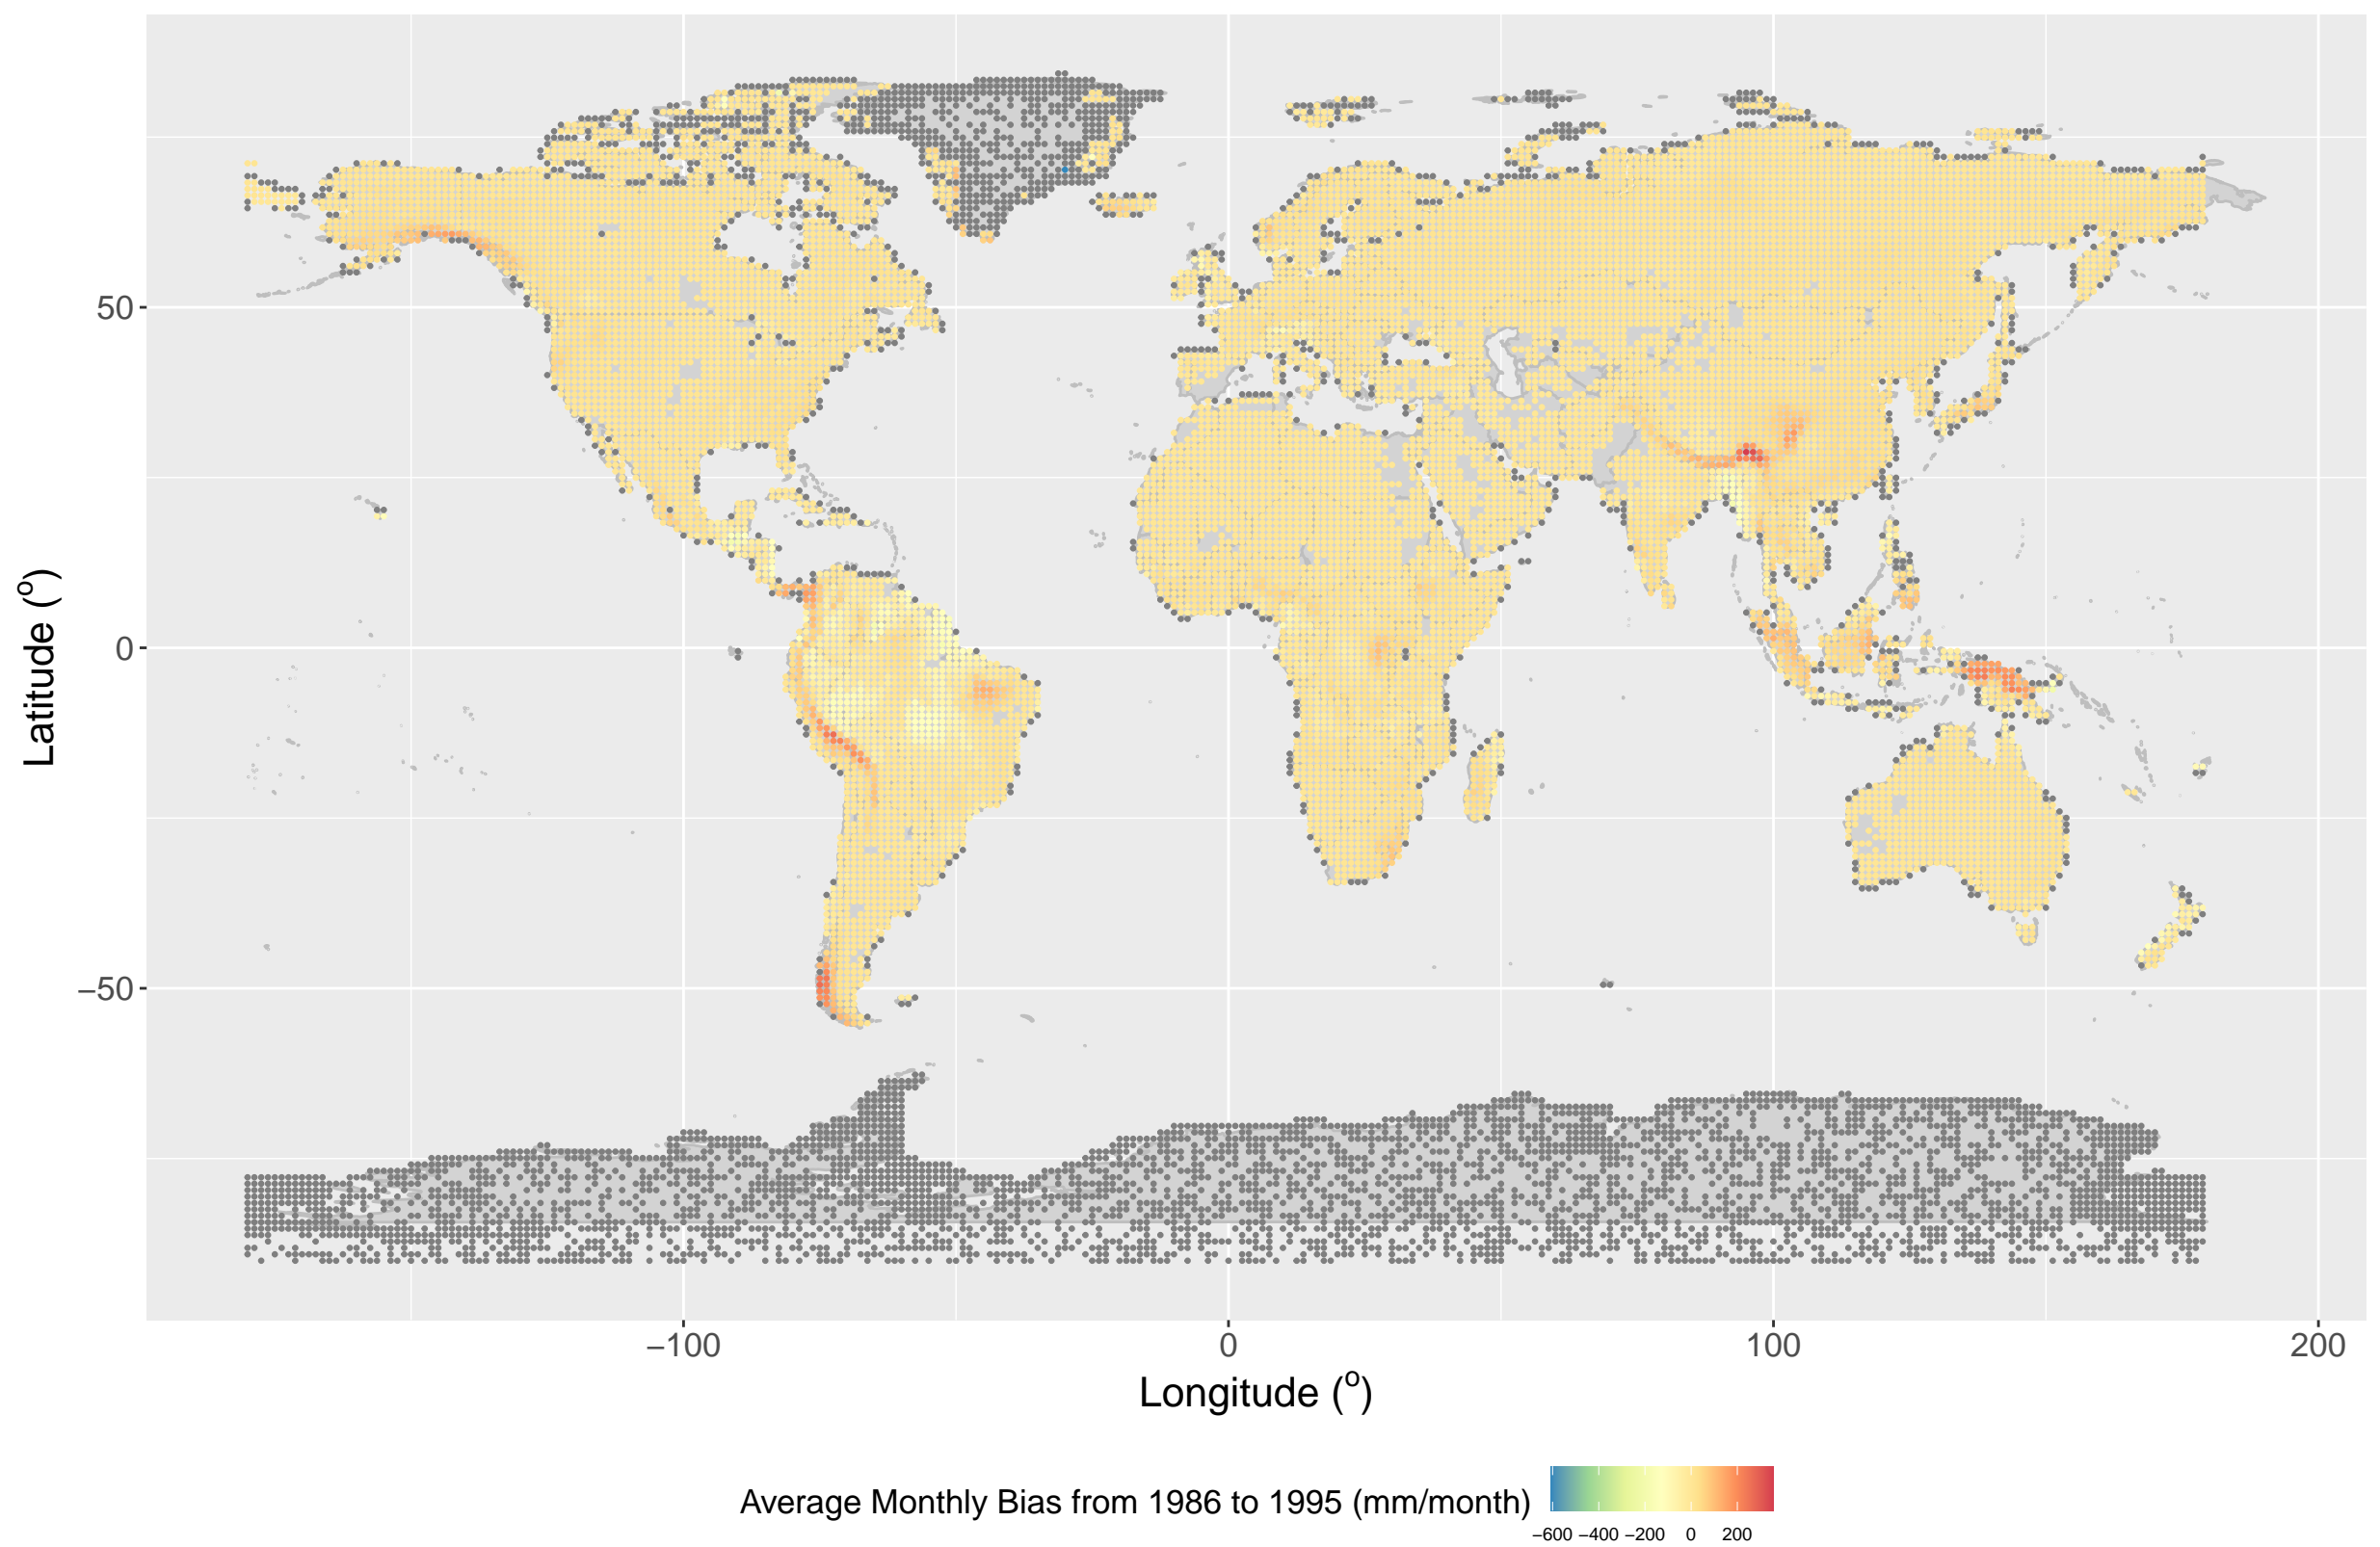 50
0
−50
Latitude (o)
−100
0
100
200
Longitude (o)
Average Monthly Bias from 1986 to 1995 (mm/month)
−600 −400 −200 0 200